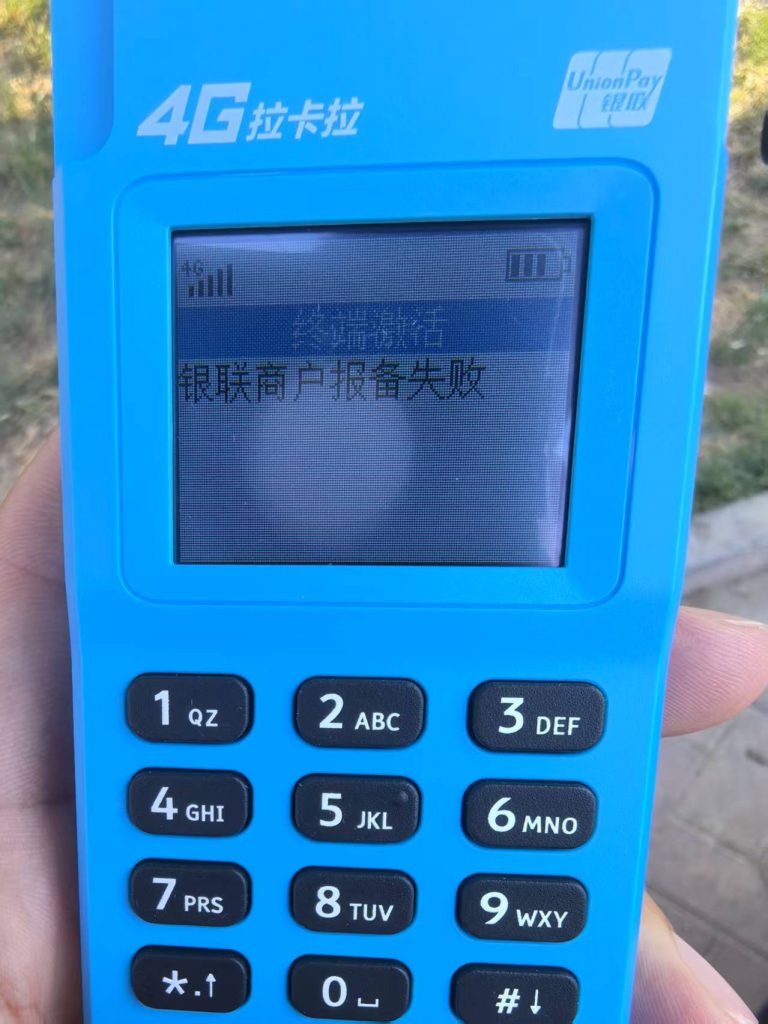 4G拉卡拉
UnionPay
银联
4G
终端激活
银联商户报备失败
1 QZ
2 ABC
3 DEF
4 GHI
5 JKL
6 MNO
7 PRS
8 TUV
9 WXY
*.↑
0 ⎵
#↓